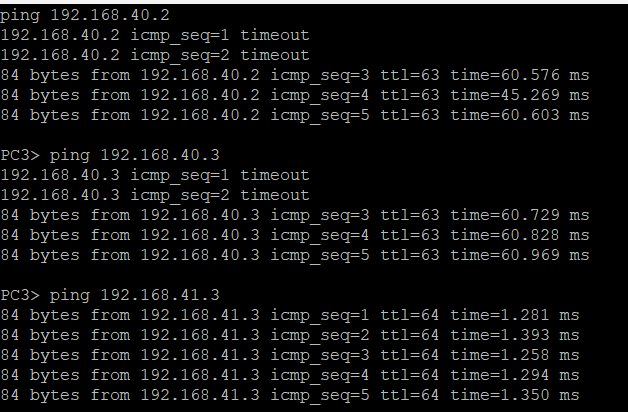 ping 192.168.40.2
192.168.40.2 icmp_seq=1 timeout
192.168.40.2 icmp_seq=2 timeout
84 bytes from 192.168.40.2 icmp_seq=3 ttl=63 time=60.576 ms
84 bytes from 192.168.40.2 icmp_seq=4 ttl=63 time=45.269 ms
84 bytes from 192.168.40.2 icmp_seq=5 ttl=63 time=60.603 ms

PC3> ping 192.168.40.3
192.168.40.3 icmp_seq=1 timeout
192.168.40.3 icmp_seq=2 timeout
84 bytes from 192.168.40.3 icmp_seq=3 ttl=63 time=60.729 ms
84 bytes from 192.168.40.3 icmp_seq=4 ttl=63 time=60.828 ms
84 bytes from 192.168.40.3 icmp_seq=5 ttl=63 time=60.969 ms

PC3> ping 192.168.41.3
84 bytes from 192.168.41.3 icmp_seq=1 ttl=64 time=1.281 ms
84 bytes from 192.168.41.3 icmp_seq=2 ttl=64 time=1.393 ms
84 bytes from 192.168.41.3 icmp_seq=3 ttl=64 time=1.258 ms
84 bytes from 192.168.41.3 icmp_seq=4 ttl=64 time=1.294 ms
84 bytes from 192.168.41.3 icmp_seq=5 ttl=64 time=1.350 ms